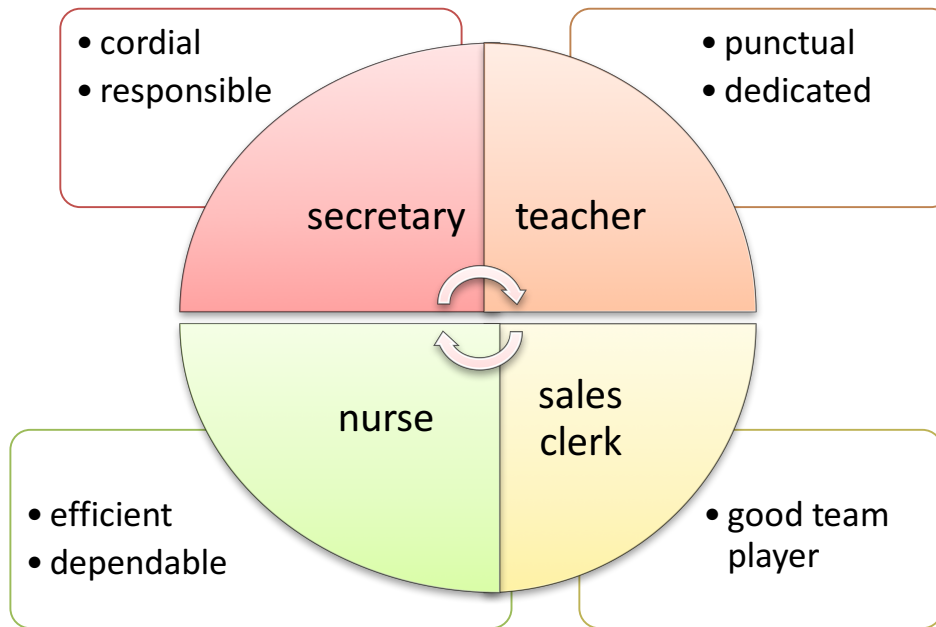 • cordial
• responsible
• punctual
• dedicated
secretary
teacher
nurse
sales
clerk
• efficient
• dependable
• good team
player